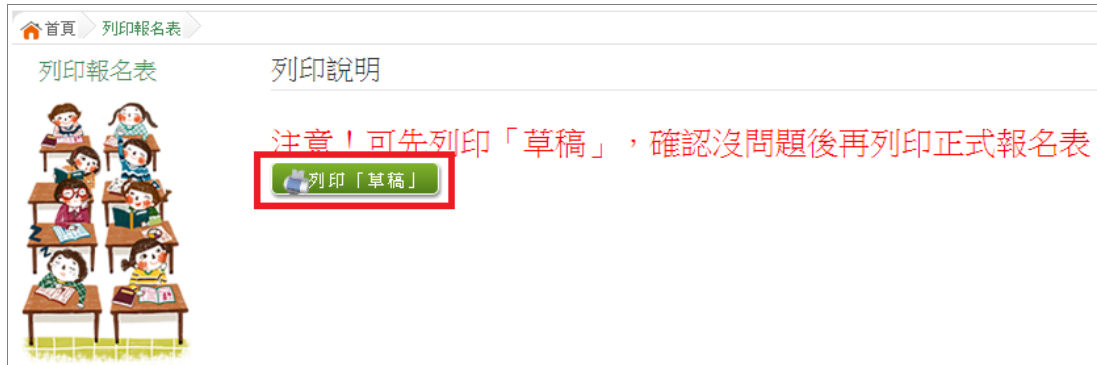 首頁 列印報名表
列印報名表
列印說明
注意！可先列印「草稿」，確認沒問題後再列印正式報名表
列印「草稿」